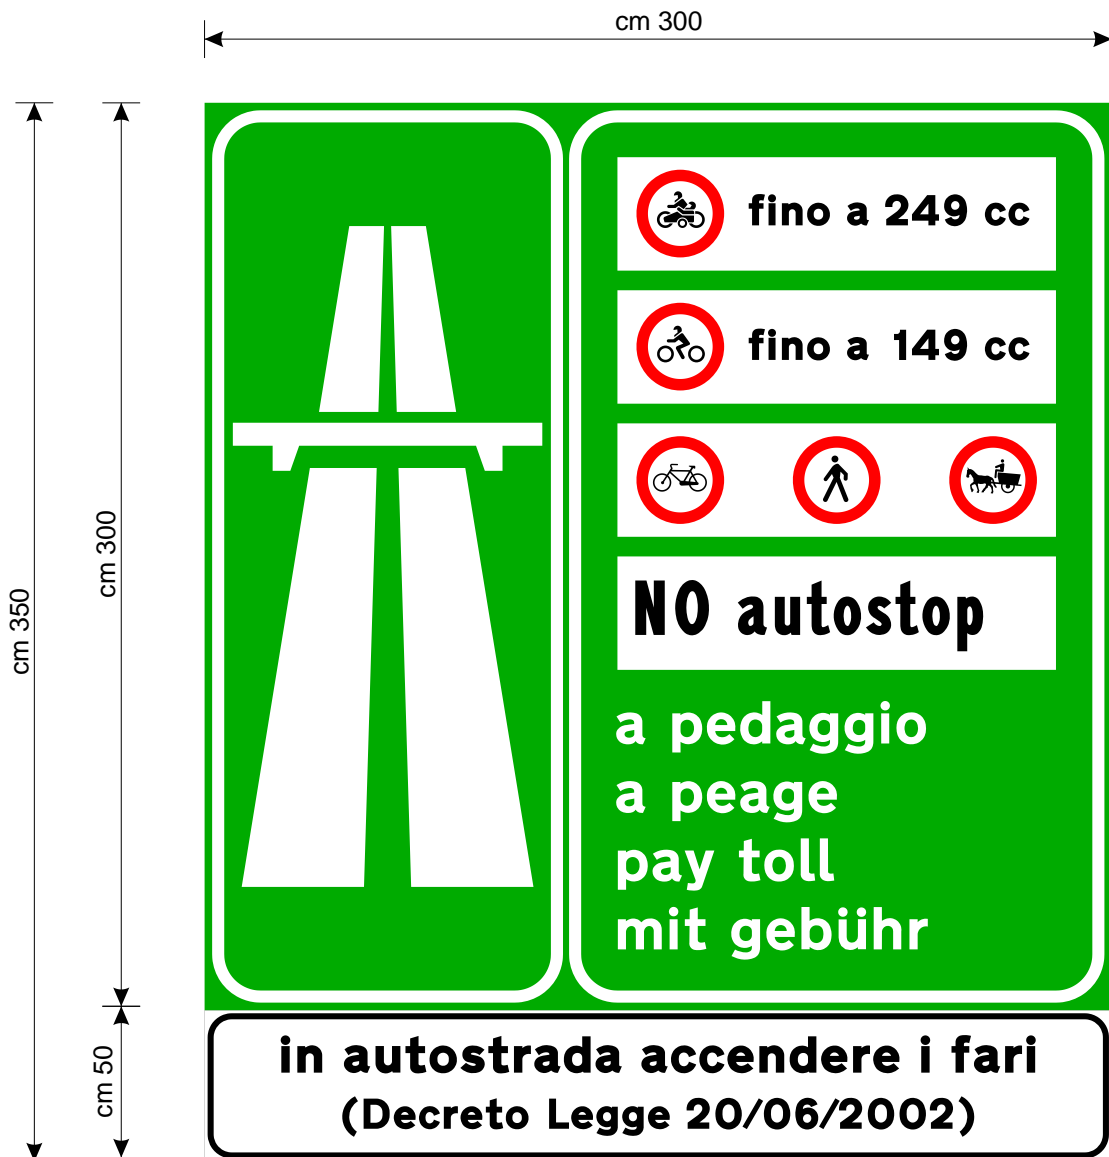 cm 300
fino a 249 cc
fino a 149 cc
NO autostop
a pedaggio
a peage
pay toll
mit gebühr
in autostrada accendere i fari
(Decreto Legge 20/06/2002)
cm 350
cm 300
cm 50